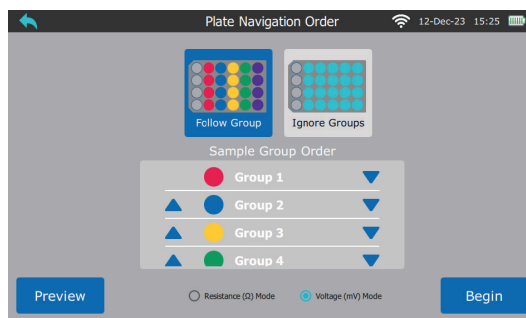 Plate Navigation Order
12-Dec-23 15:25
Follow Group
Ignore Groups
Sample Group Order
Group 1
Group 2
Group 3
Group 4
Preview
Resistance (Ω) Mode
Voltage (mV) Mode
Begin